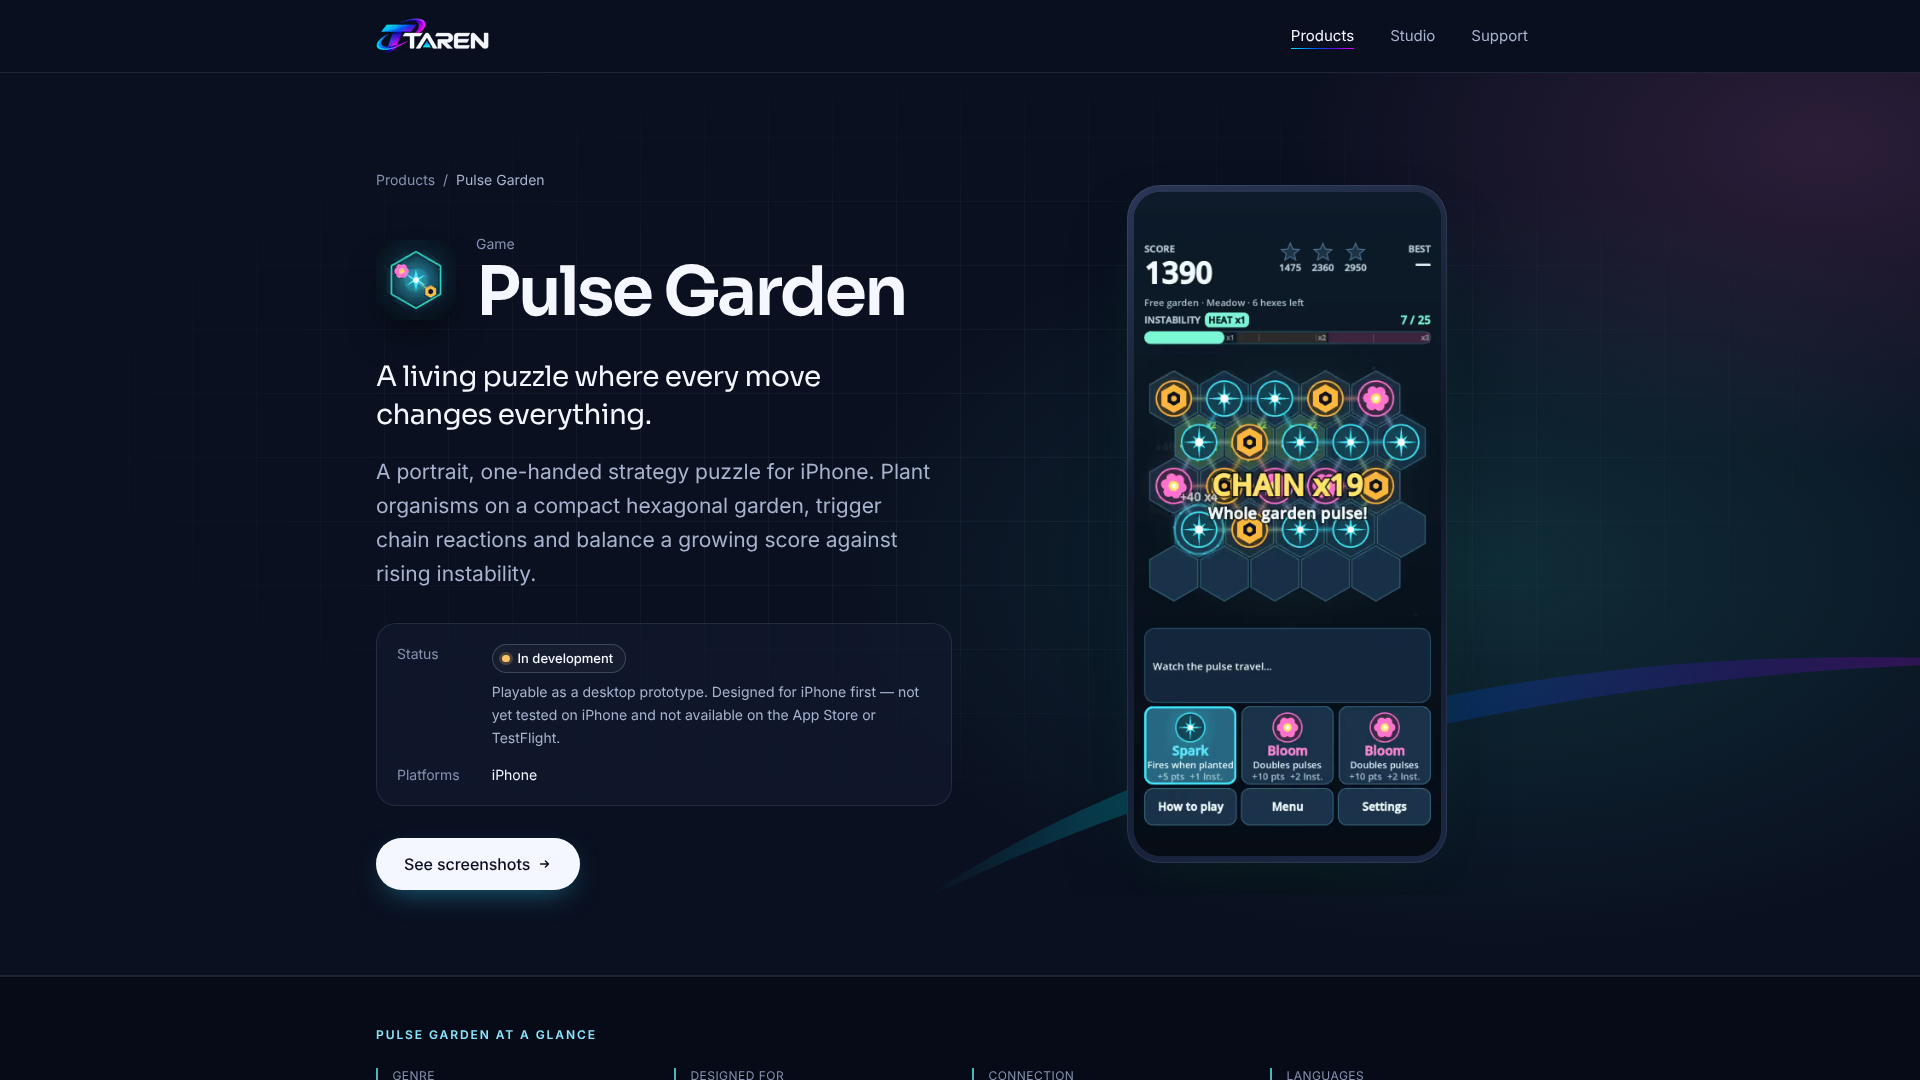 TAREN
Products
Studio
Support
Products / Pulse Garden
Game
Pulse Garden
A living puzzle where every move
changes everything.
A portrait, one-handed strategy puzzle for iPhone. Plant
organisms on a compact hexagonal garden, trigger
chain reactions and balance a growing score against
rising instability.
Status
In development
Playable as a desktop prototype. Designed for iPhone first — not
yet tested on iPhone and not available on the App Store or
TestFlight.
Platforms
iPhone
See screenshots →
SCORE
1390
1475
2360
2950
BEST
—
Free garden · Meadow · 6 hexes left
INSTABILITY
HEAT x1
7 / 25
x1
x2
x3
CHAIN x19
+40 x4
Whole garden pulse!
Watch the pulse travel...
Spark
Fires when planted
+5 pts +1 Inst.
Bloom
Doubles pulses
+10 pts +2 Inst.
Bloom
Doubles pulses
+10 pts +2 Inst.
How to play
Menu
Settings
PULSE GARDEN AT A GLANCE
GENRE
DESIGNED FOR
CONNECTION
LANGUAGES